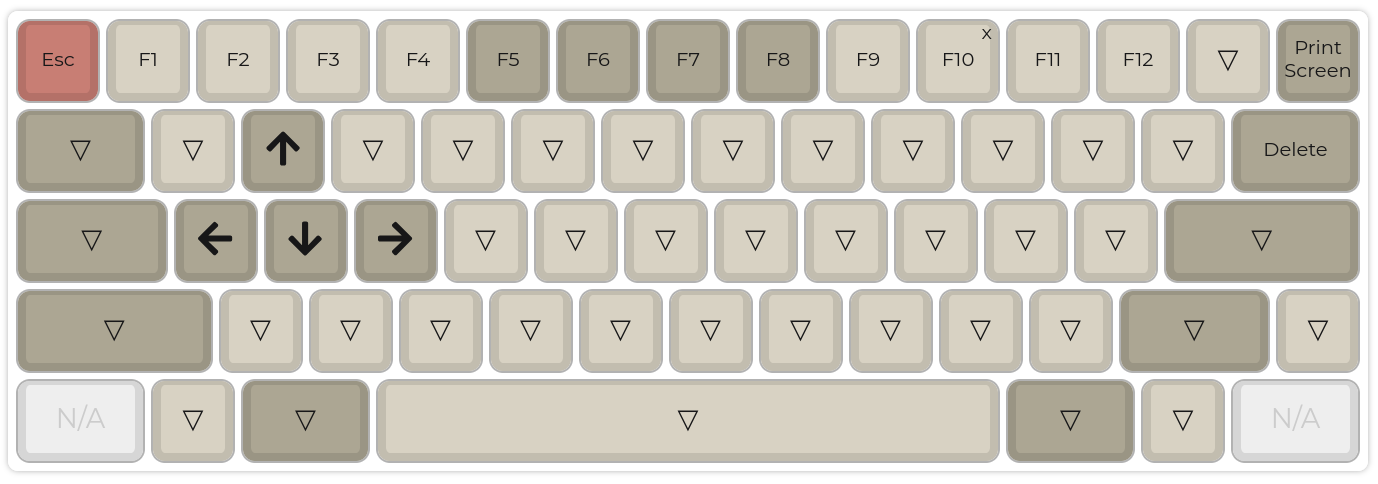 Esc F1 F2 F3 F4 F5 F6 F7 F8 F9 F10 x F11 F12 ▽ Print Screen
▽ ▽ ↑ ▽ ▽ ▽ ▽ ▽ ▽ ▽ ▽ ▽ ▽ Delete
▽ ← ↓ → ▽ ▽ ▽ ▽ ▽ ▽ ▽ ▽ ▽
▽ ▽ ▽ ▽ ▽ ▽ ▽ ▽ ▽ ▽ ▽ ▽ ▽
N/A ▽ ▽ ▽ ▽ ▽ N/A